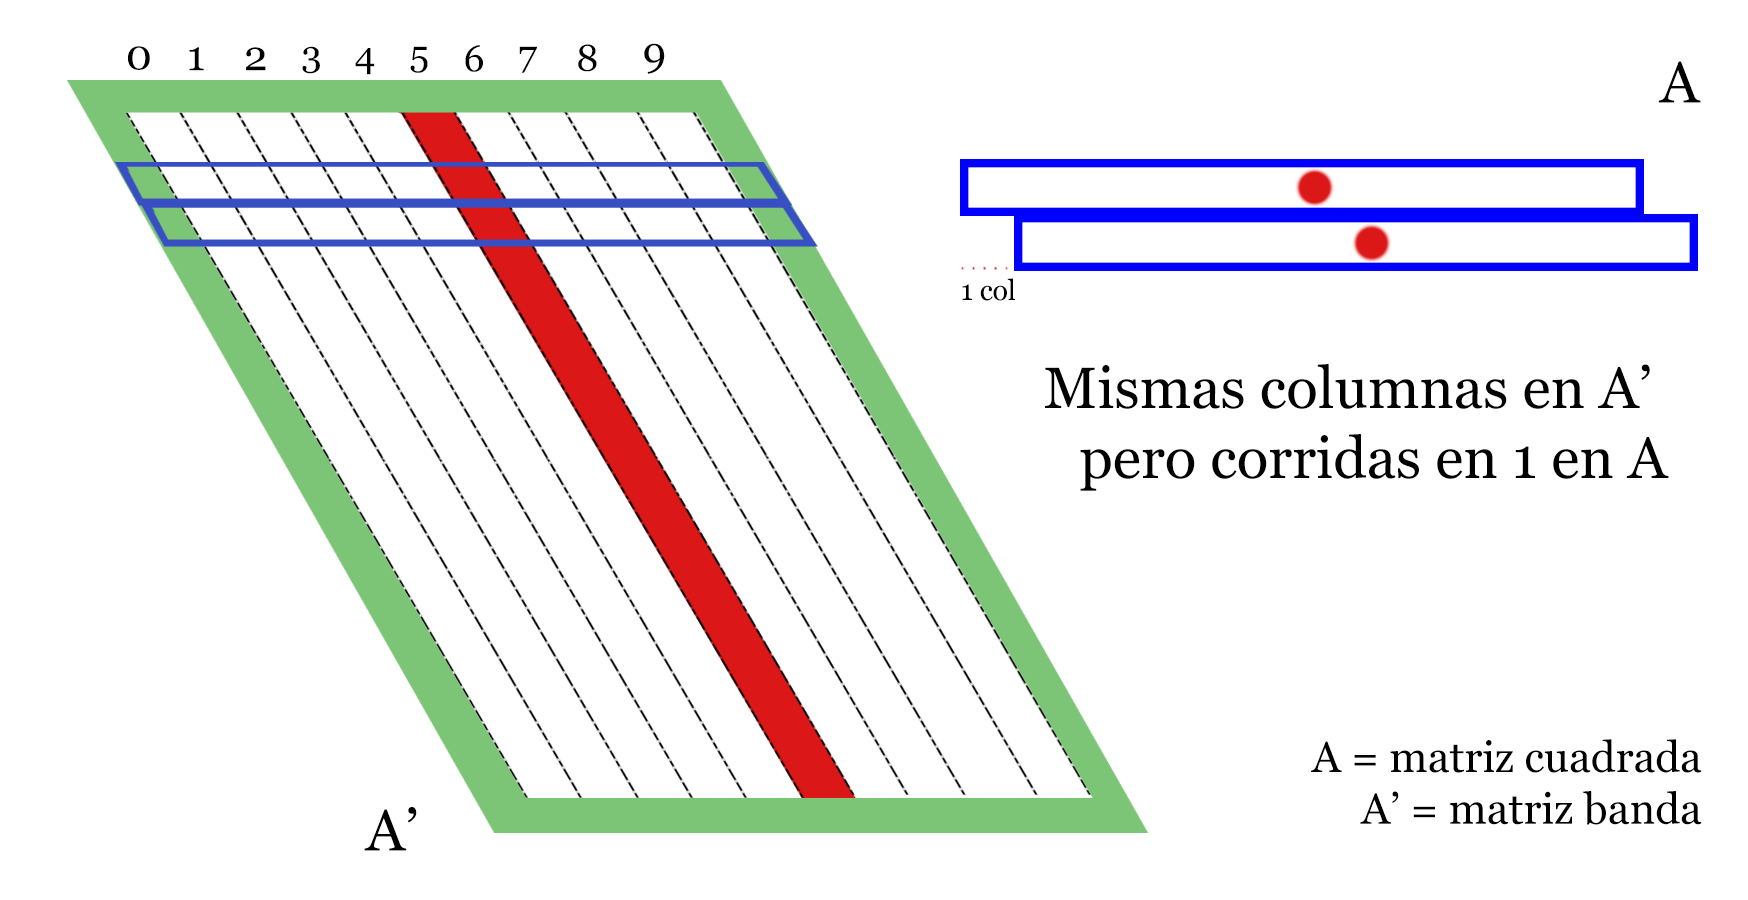 0 1 2 3 4 5 6 7 8 9
A
1 col
Mismas columnas en A’
pero corridas en 1 en A
A = matriz cuadrada
A’ = matriz banda
A’